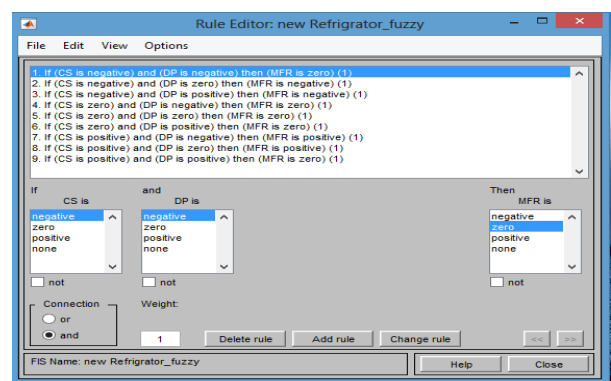 Rule Editor: new Refrigrator_fuzzy
File Edit View Options
1. If (CS is negative) and (DP is negative) then (MFR is zero) (1)
2. If (CS is negative) and (DP is zero) then (MFR is negative) (1)
3. If (CS is negative) and (DP is positive) then (MFR is negative) (1)
4. If (CS is zero) and (DP is negative) then (MFR is zero) (1)
5. If (CS is zero) and (DP is zero) then (MFR is zero) (1)
6. If (CS is zero) and (DP is positive) then (MFR is zero) (1)
7. If (CS is positive) and (DP is negative) then (MFR is positive) (1)
8. If (CS is positive) and (DP is zero) then (MFR is positive) (1)
9. If (CS is positive) and (DP is positive) then (MFR is zero) (1)
If and Then
CS is DP is MFR is
negative negative negative
zero zero zero
positive positive positive
none none none
not not not
Connection Weight:
or
and 1 Delete rule Add rule Change rule << >>
FIS Name: new Refrigrator_fuzzy Help Close